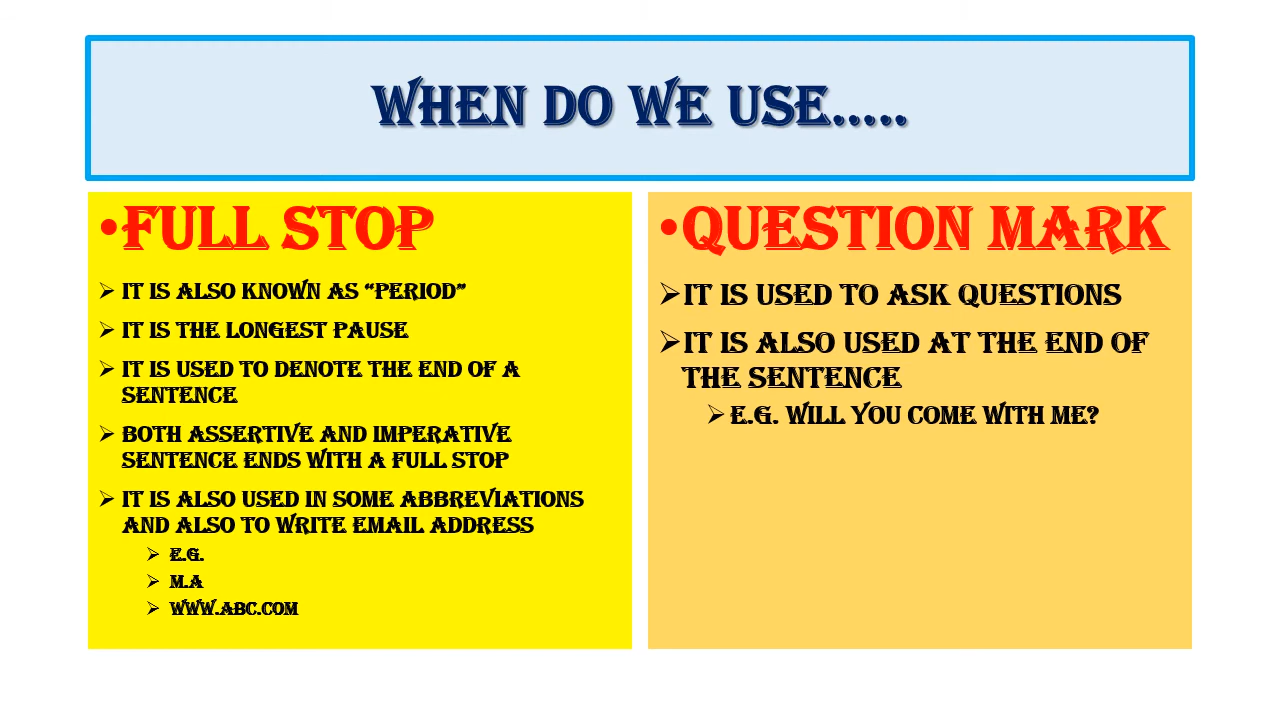 WHEN DO WE USE.....
•FULL STOP
➢ IT IS ALSO KNOWN AS “PERIOD”
➢ IT IS THE LONGEST PAUSE
➢ IT IS USED TO DENOTE THE END OF A
SENTENCE
➢ BOTH ASSERTIVE AND IMPERATIVE
SENTENCE ENDS WITH A FULL STOP
➢ IT IS ALSO USED IN SOME ABBREVIATIONS
AND ALSO TO WRITE EMAIL ADDRESS
➢ E.G.
➢ M.A
➢ WWW.ABC.COM
•QUESTION MARK
➢IT IS USED TO ASK QUESTIONS
➢IT IS ALSO USED AT THE END OF
THE SENTENCE
➢E.G. WILL YOU COME WITH ME?